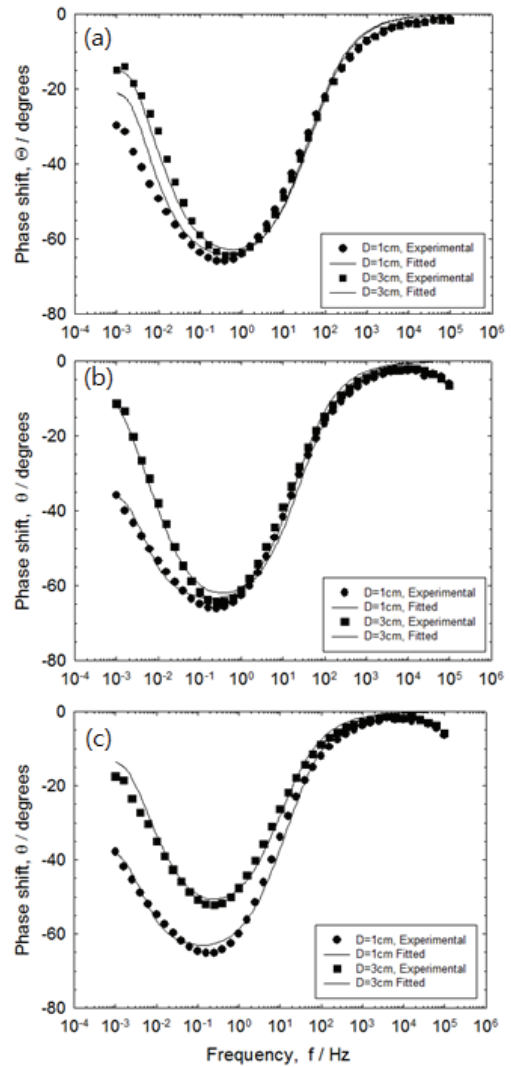 (a)
0
-20
-40
-60
-80
Phase shift, Θ / degrees
D=1cm, Experimental
D=1cm, Fitted
D=3cm, Experimental
D=3cm, Fitted
10-4 10-3 10-2 10-1 100 101 102 103 104 105 106
(b)
0
-20
-40
-60
-80
Phase shift, θ / degrees
D=1cm, Experimental
D=1cm, Fitted
D=3cm, Experimental
D=3cm, Fitted
10-4 10-3 10-2 10-1 100 101 102 103 104 105 106
(c)
0
-20
-40
-60
-80
Phase shift, θ / degrees
D=1cm, Experimental
D=1cm Fitted
D=3cm, Experimental
D=3cm Fitted
10-4 10-3 10-2 10-1 100 101 102 103 104 105 106
Frequency, f / Hz